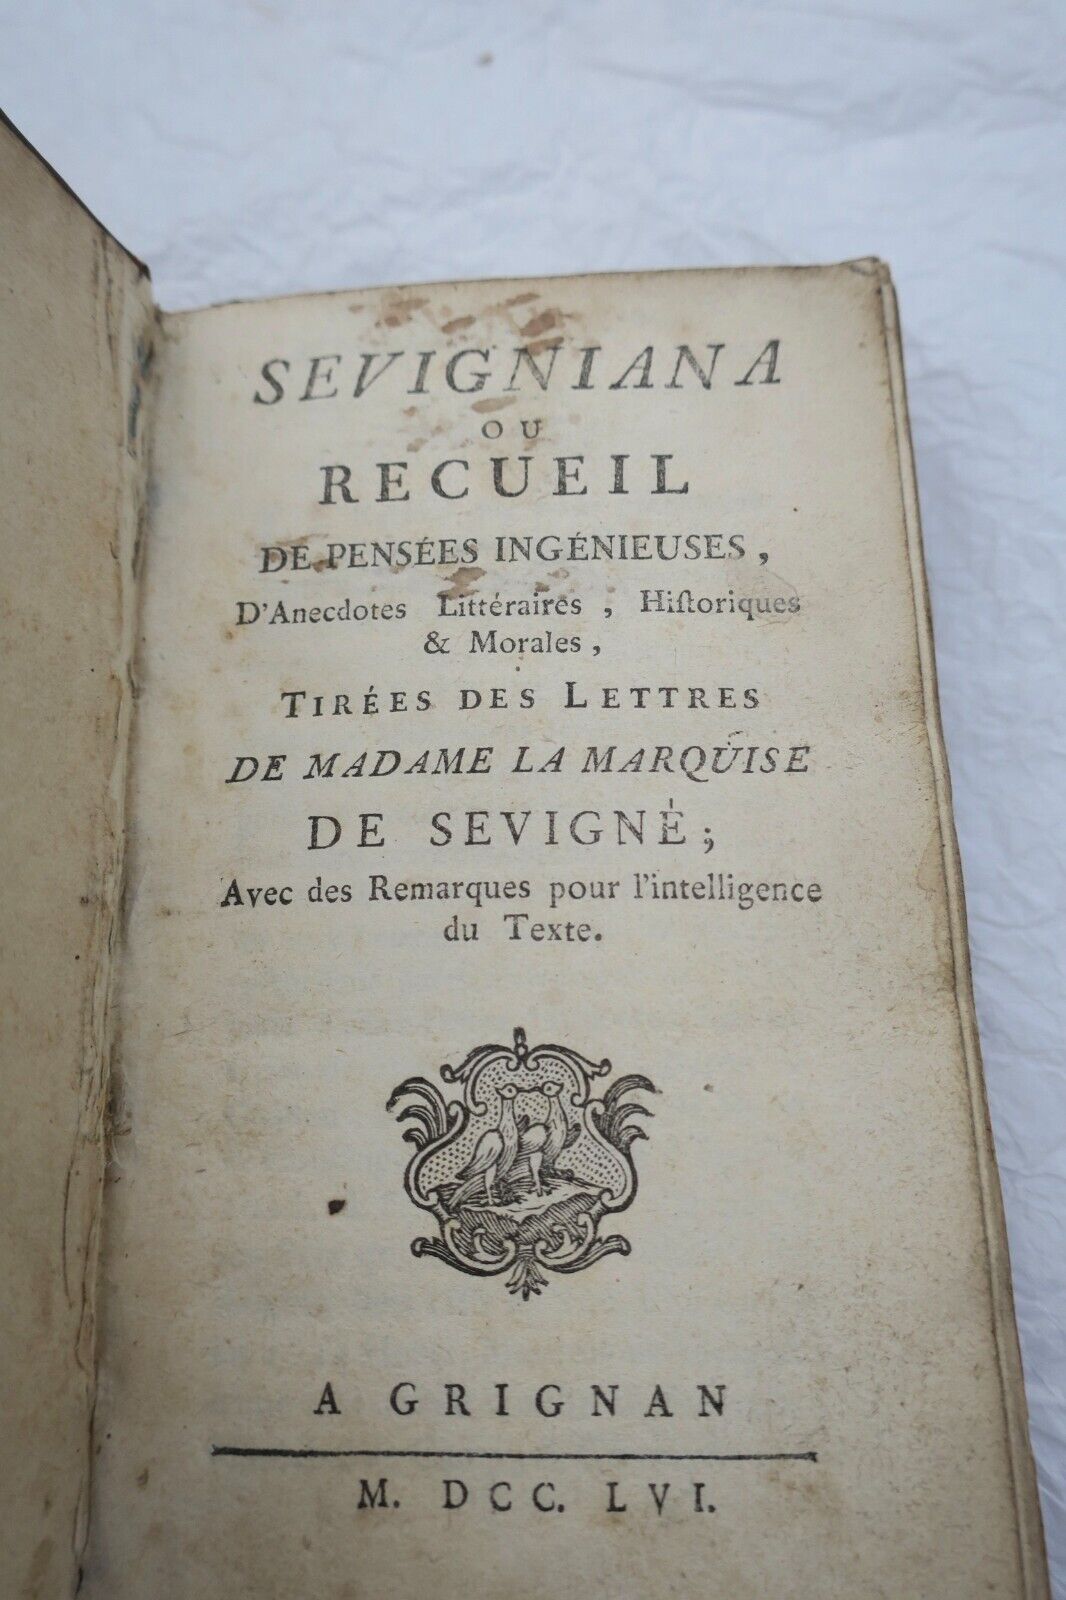 SEVIGNIANA
OU
RECUEIL
DE PENSÉES INGÉNIEUSES,
D'Anecdotes Littéraires, Hiſtoriques
& Morales,
TIRÉES DES LETTRES
DE MADAME LA MARQUISE
DE SEVIGNÉ;
Avec des Remarques pour l'intelligence
du Texte.
A GRIGNAN
M. DCC. LVI.